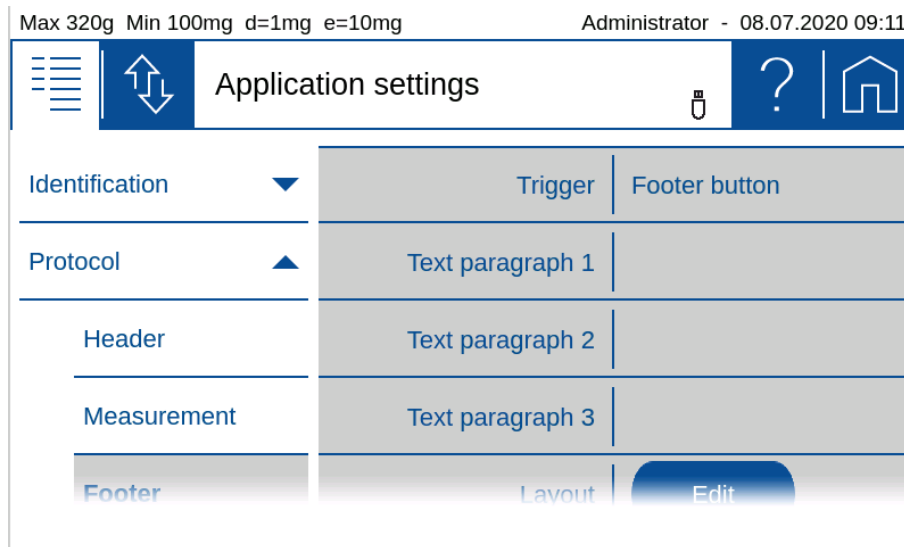 Max 320g Min 100mg d=1mg e=10mg Administrator - 08.07.2020 09:11
Application settings
?
Identification
Trigger Footer button
Protocol
Text paragraph 1
Header
Text paragraph 2
Measurement
Text paragraph 3
Footer
Layout Edit